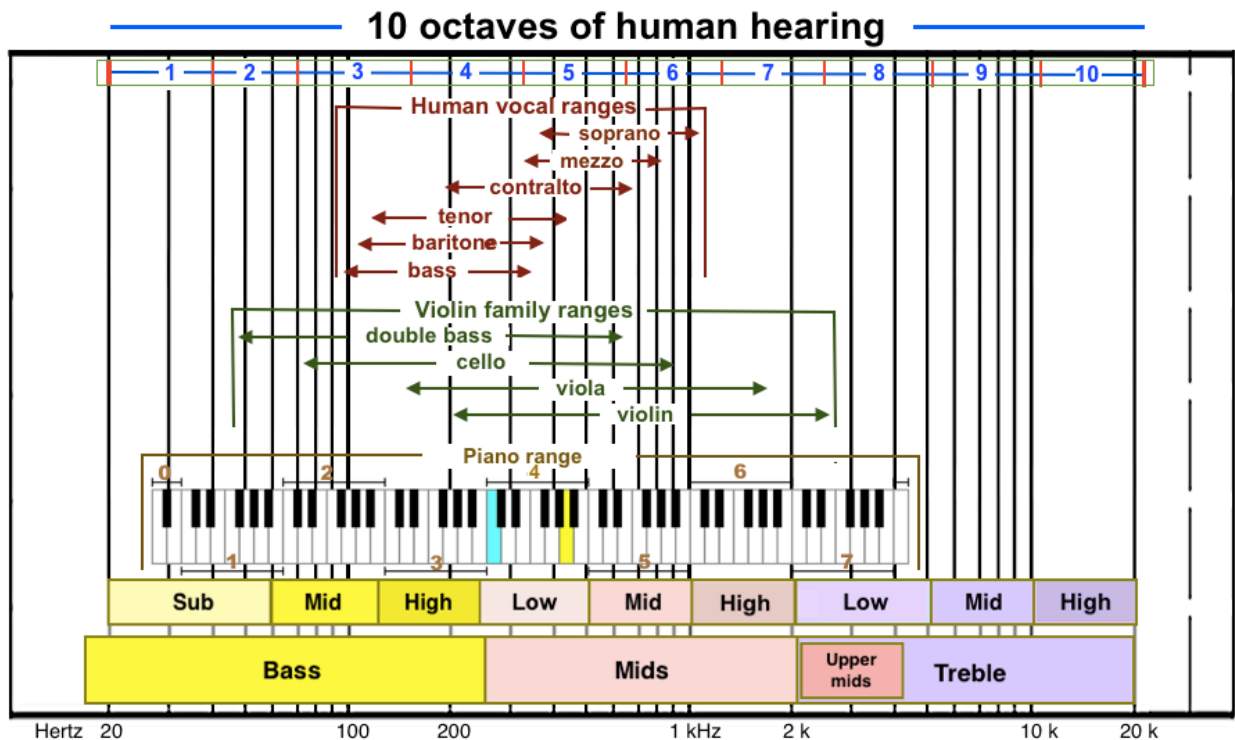 10 octaves of human hearing
1 2 3 4 5 6 7 8 9 10
Human vocal ranges
soprano
mezzo
contralto
tenor
baritone
bass
Violin family ranges
double bass
cello
viola
violin
Piano range
0 2 4 6
1 3 5 7
Sub Mid High Low Mid High Low Mid High
Bass Mids Upper mids Treble
Hertz 20 100 200 1 kHz 2 k 10 k 20 k